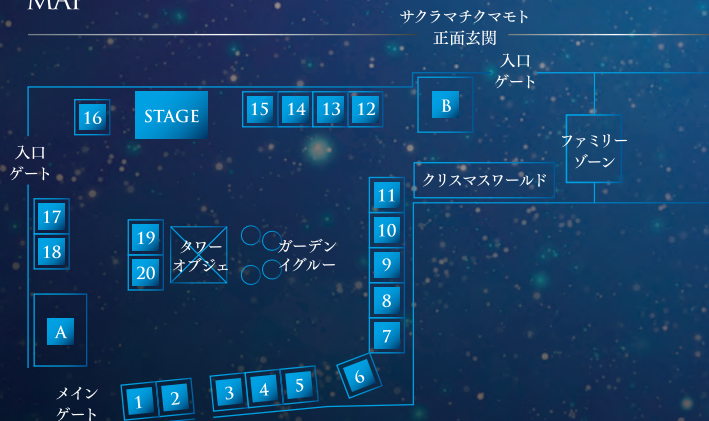 MAP
サクラマチクマモト
正面玄関
入口
ゲート
B
15 14 13 12
16
STAGE
ファミリー
ゾーン
入口
ゲート
クリスマスワールド
11
17
10
18
19
20
タワー
オブジェ
ガーデン
イグルー
9
8
7
A
6
メイン
ゲート
1 2
3 4 5